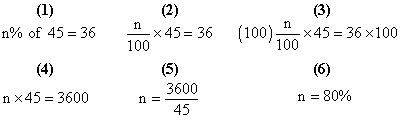 (1) (2) (3)
n% of 45 = 36 n/100 × 45 = 36 (100) n/100 × 45 = 36 × 100
(4) (5) (6)
n × 45 = 3600 n = 3600/45 n = 80%